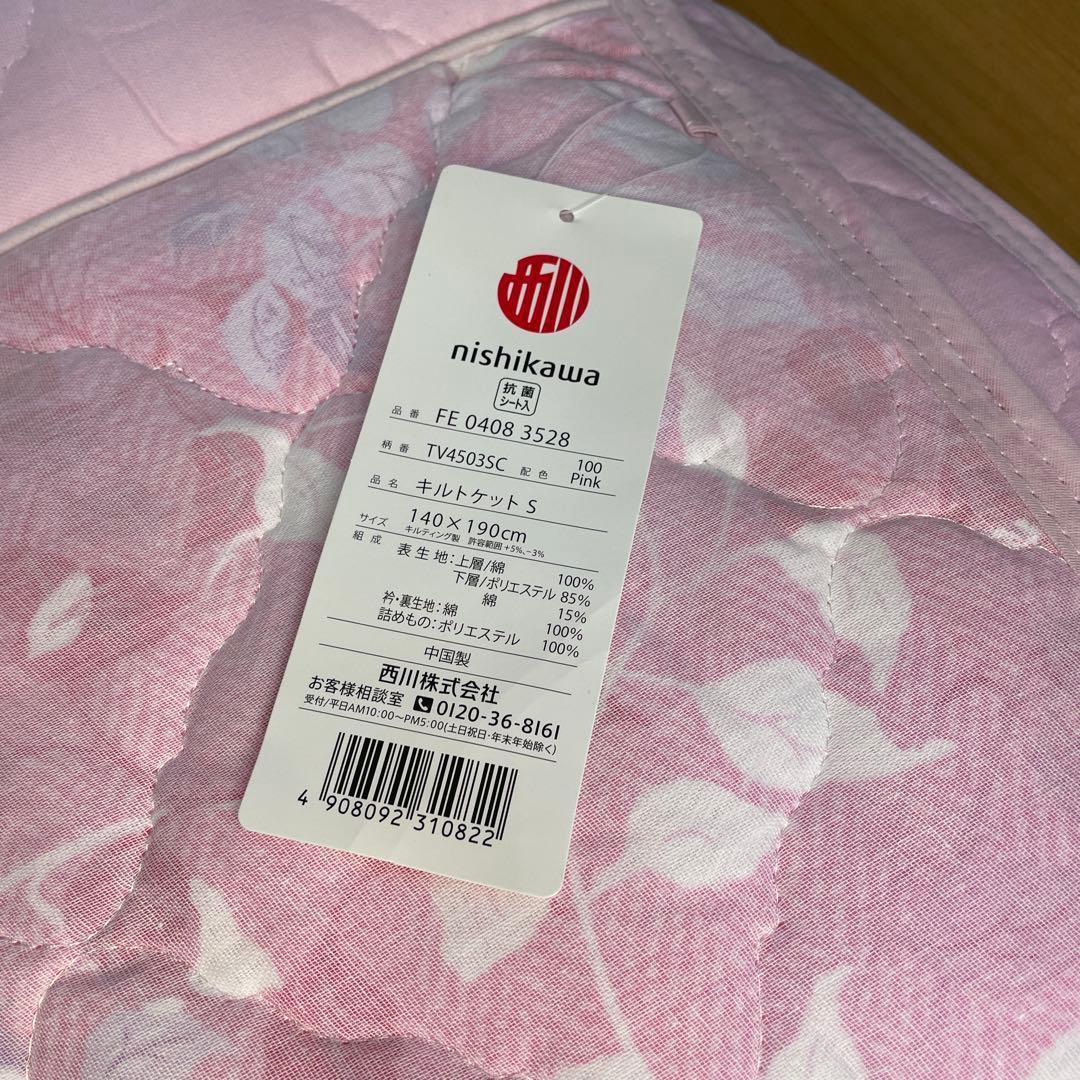 西川
nishikawa
抗菌
シート入
品番 FE 0408 3528
柄番 TV4503SC 配色 100
Pink
品名 キルトケット S
サイズ 140×190cm
キルティング製 許容範囲+5%、−3%
組成 表生地:上層/綿 100%
下層/ポリエステル 85%
綿 15%
衿・裏生地:綿 100%
詰めもの:ポリエステル 100%
中国製
西川株式会社
お客様相談室 0120-36-8161
受付/平日AM10:00〜PM5:00(土日祝日・年末年始除く)
4 908092 310822